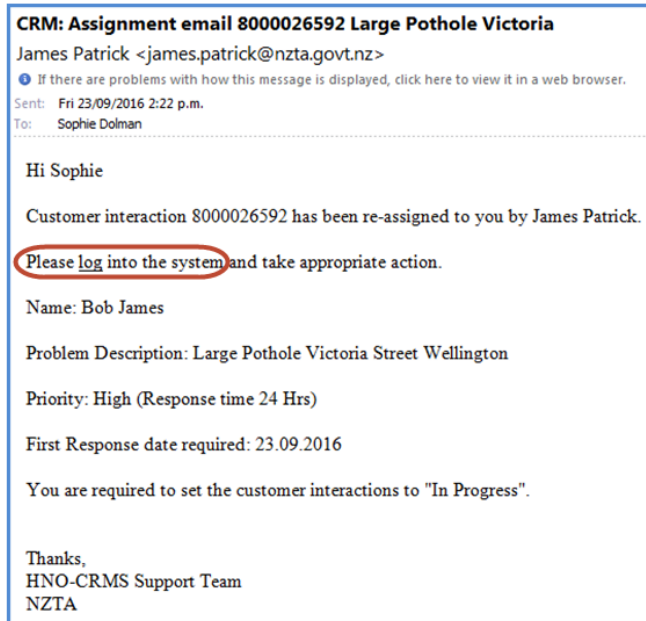 CRM: Assignment email 8000026592 Large Pothole Victoria
James Patrick <james.patrick@nzta.govt.nz>
If there are problems with how this message is displayed, click here to view it in a web browser.
Sent: Fri 23/09/2016 2:22 p.m.
To: Sophie Dolman
Hi Sophie
Customer interaction 8000026592 has been re-assigned to you by James Patrick.
Please log into the system and take appropriate action.
Name: Bob James
Problem Description: Large Pothole Victoria Street Wellington
Priority: High (Response time 24 Hrs)
First Response date required: 23.09.2016
You are required to set the customer interactions to "In Progress".
Thanks,
HNO-CRMS Support Team
NZTA